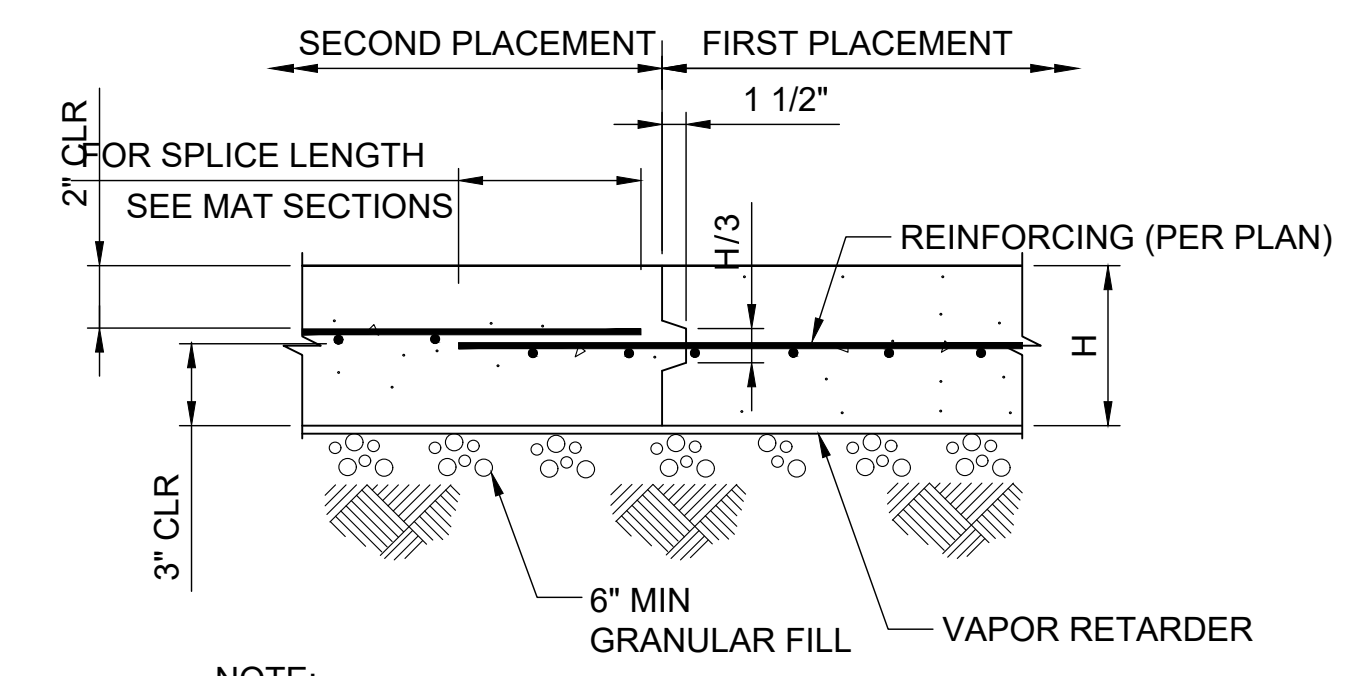 SECOND PLACEMENT
FIRST PLACEMENT
1 1/2"
2" CLR
FOR SPLICE LENGTH
SEE MAT SECTIONS
H/3
REINFORCING (PER PLAN)
H
3" CLR
6" MIN
GRANULAR FILL
VAPOR RETARDER
NOTE: